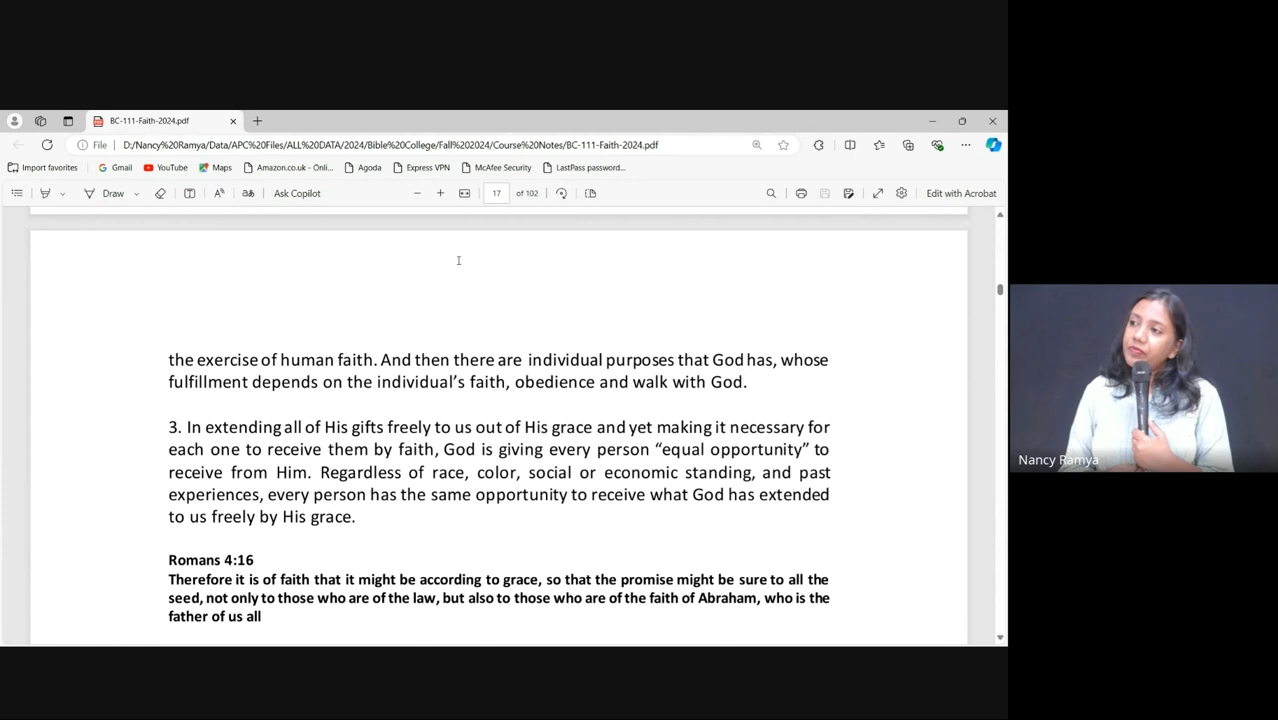 BC-111-Faith-2024.pdf
File
D:/Nancy%20Ramya/Data/APC%20Files/ALL%20DATA/2024/Bible%20College/Fall%202024/Course%20Notes/BC-111-Faith-2024.pdf
Import favorites Gmail YouTube Maps Amazon.co.uk - Onli... Agoda Express VPN McAfee Security LastPass password...
Draw Ask Copilot 17 of 102 Edit with Acrobat
the exercise of human faith. And then there are individual purposes that God has, whose
fulfillment depends on the individual’s faith, obedience and walk with God.
3. In extending all of His gifts freely to us out of His grace and yet making it necessary for
each one to receive them by faith, God is giving every person “equal opportunity” to
receive from Him. Regardless of race, color, social or economic standing, and past
experiences, every person has the same opportunity to receive what God has extended
to us freely by His grace.
Romans 4:16
Therefore it is of faith that it might be according to grace, so that the promise might be sure to all the
seed, not only to those who are of the law, but also to those who are of the faith of Abraham, who is the
father of us all
Nancy Ramya